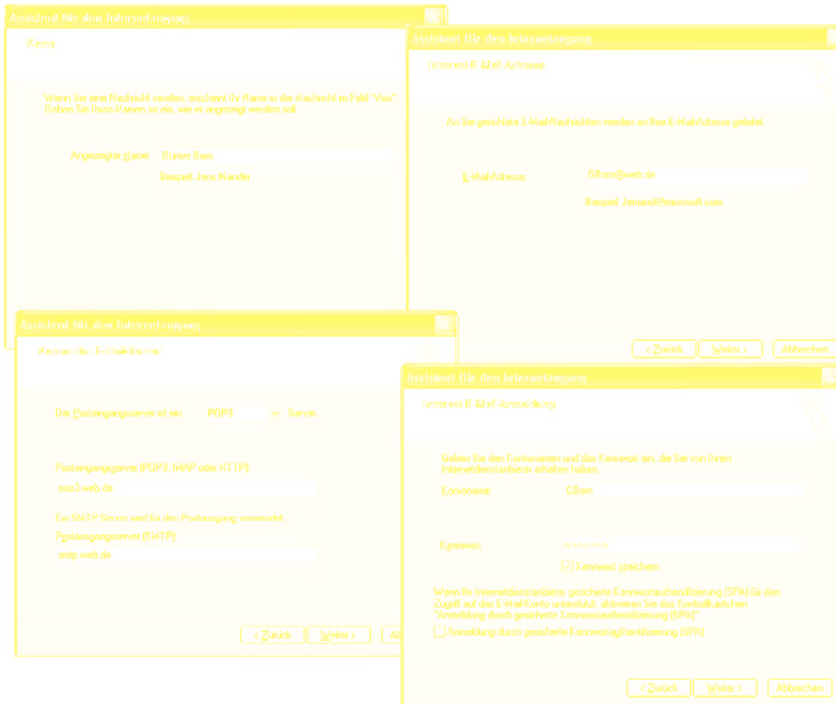 Assistent für den Internetzugang
Name
Wenn Sie eine Nachricht senden, erscheint Ihr Name in der Nachricht im Feld "Von".
Geben Sie Ihren Namen so ein, wie er angezeigt werden soll.
Angezeigter Name: Günter Born
Beispiel: Jens Mander
Assistent für den Internetzugang
Internet-E-Mail-Adresse
An Sie gerichtete E-Mail-Nachrichten werden an Ihre E-Mail-Adresse geleitet.
E-Mail-Adresse: GBorn@web.de
Beispiel: Jemand@microsoft.com
< Zurück Weiter > Abbrechen
Assistent für den Internetzugang
Namen der E-Mail-Server
Der Posteingangsserver ist ein POP3 Server.
Posteingangsserver (POP3, IMAP oder HTTP):
pop3.web.de
Ein SMTP Server wird für den Postausgang verwendet.
Postausgangsserver (SMTP):
smtp.web.de
< Zurück Weiter > Ab
Assistent für den Internetzugang
Internet-E-Mail-Anmeldung
Geben Sie den Kontonamen und das Kennwort ein, die Sie von Ihrem
Internetdienstanbieter erhalten haben.
Kontoname: GBorn
Kennwort:
Kennwort speichern
Wenn Ihr Internetdienstanbieter gesicherte Kennwortauthentifizierung (SPA) für den
Zugriff auf das E-Mail-Konto unterstützt, aktivieren Sie das Kontrollkästchen
"Anmeldung durch gesicherte Kennwortauthentifizierung (SPA)".
Anmeldung durch gesicherte Kennwortauthentifizierung (SPA)
< Zurück Weiter > Abbrechen